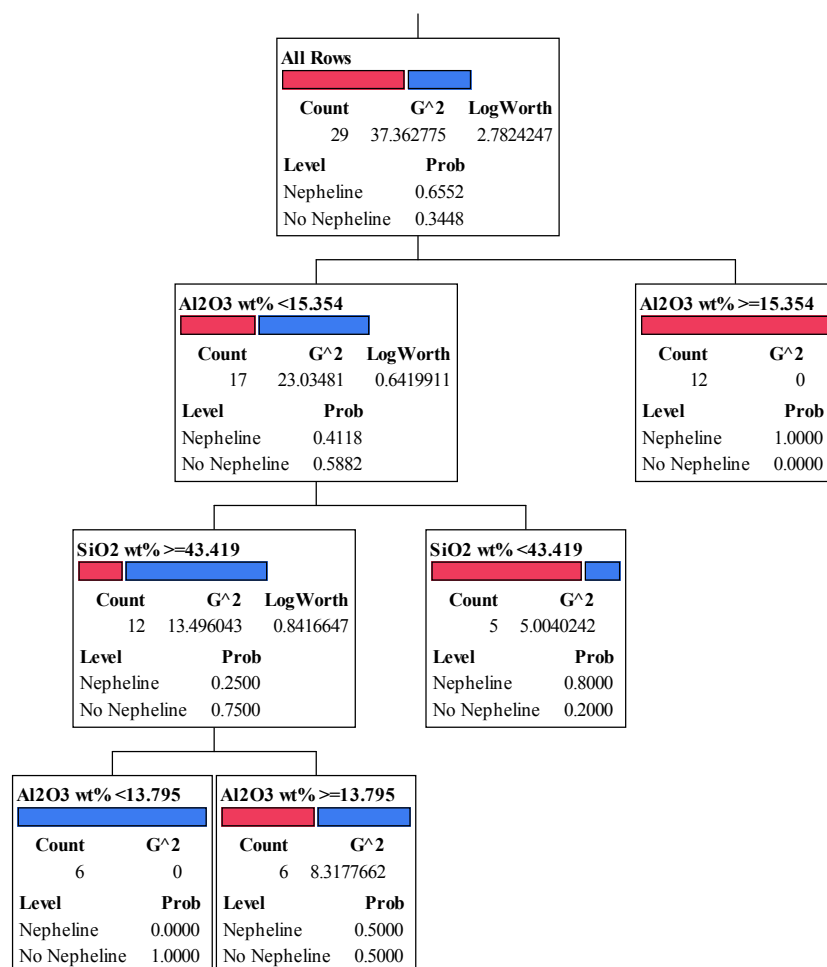 All Rows
Count G^2 LogWorth
29 37.362775 2.7824247
Level Prob
Nepheline 0.6552
No Nepheline 0.3448
Al2O3 wt% <15.354
Count G^2 LogWorth
17 23.03481 0.6419911
Level Prob
Nepheline 0.4118
No Nepheline 0.5882
Al2O3 wt% >=15.354
Count G^2
12 0
Level Prob
Nepheline 1.0000
No Nepheline 0.0000
SiO2 wt% >=43.419
Count G^2 LogWorth
12 13.496043 0.8416647
Level Prob
Nepheline 0.2500
No Nepheline 0.7500
SiO2 wt% <43.419
Count G^2
5 5.0040242
Level Prob
Nepheline 0.8000
No Nepheline 0.2000
Al2O3 wt% <13.795
Count G^2
6 0
Level Prob
Nepheline 0.0000
No Nepheline 1.0000
Al2O3 wt% >=13.795
Count G^2
6 8.3177662
Level Prob
Nepheline 0.5000
No Nepheline 0.5000